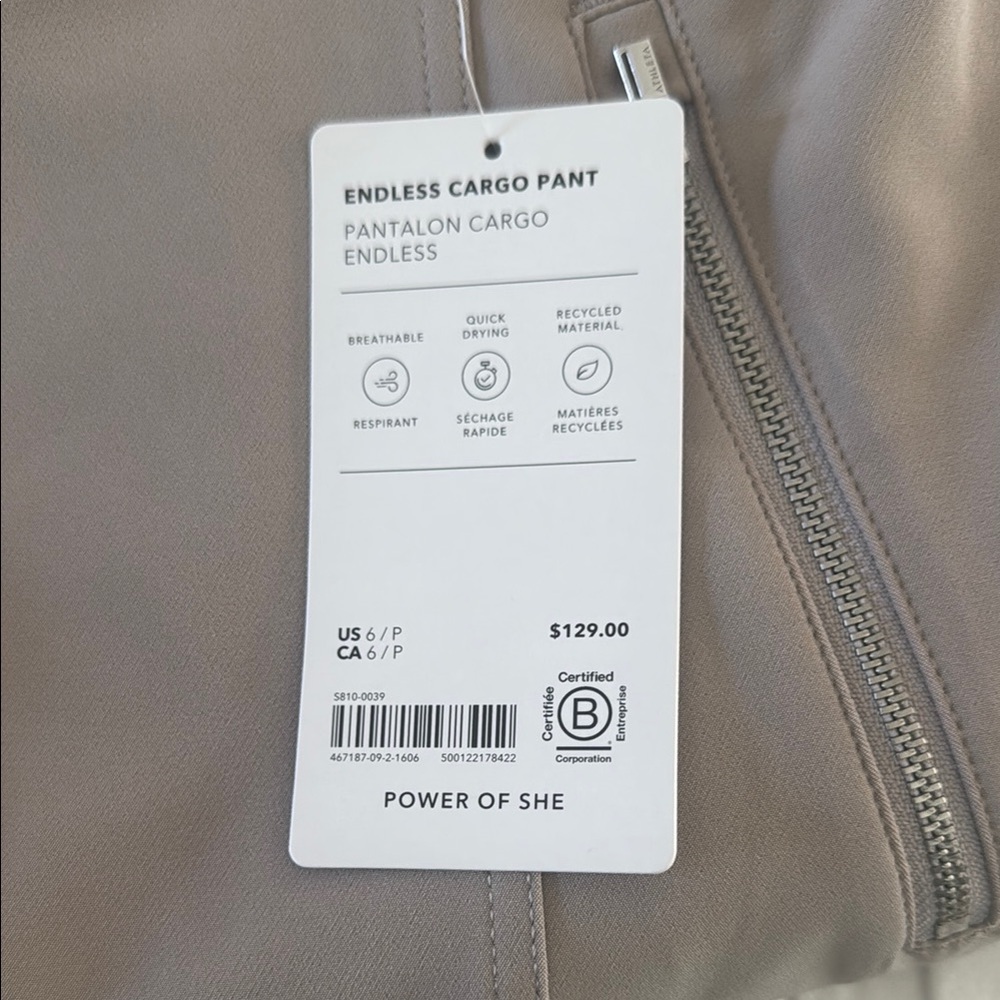 ATHLETA
ENDLESS CARGO PANT
PANTALON CARGO
ENDLESS
BREATHABLE
RESPIRANT
QUICK
DRYING
SÉCHAGE
RAPIDE
RECYCLED
MATERIAL
MATIÈRES
RECYCLÉES
US 6 / P
CA 6 / P
$129.00
S810-0039
467187-09-2-1606 500122178422
Certified
Certifiée
B
Entreprise
Corporation
POWER OF SHE